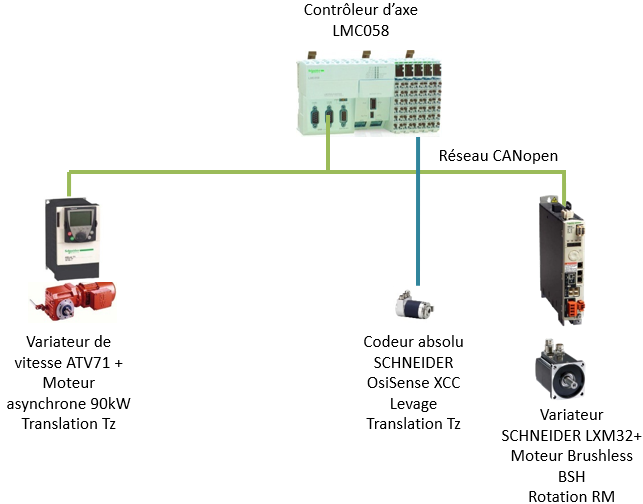 Contrôleur d’axe
LMC058
Réseau CANopen
Variateur de
vitesse ATV71 +
Moteur
asynchrone 90kW
Translation Tz
Codeur absolu
SCHNEIDER
OsiSense XCC
Levage
Translation Tz
Variateur
SCHNEIDER LXM32+
Moteur Brushless
BSH
Rotation RM